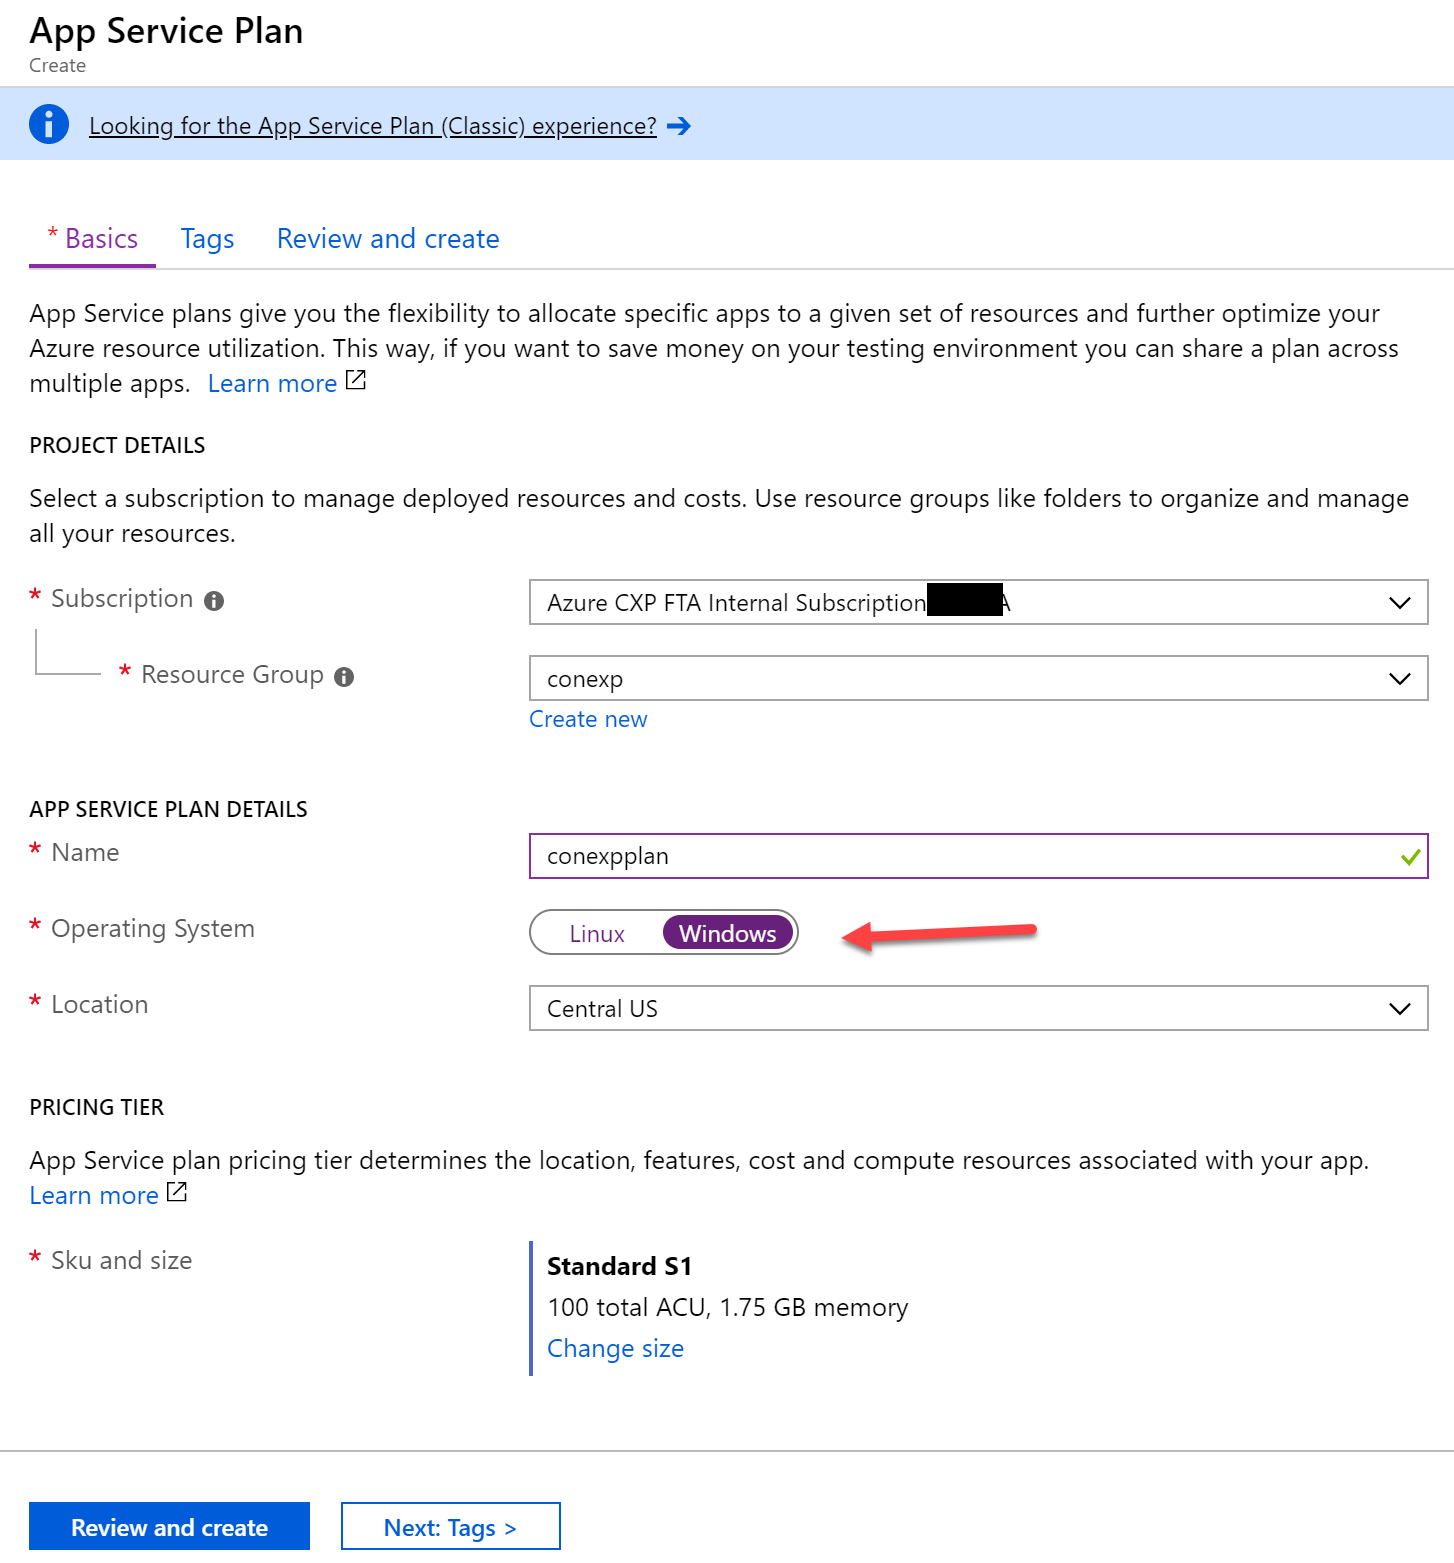 App Service Plan
Create
Looking for the App Service Plan (Classic) experience?
* Basics Tags Review and create
App Service plans give you the flexibility to allocate specific apps to a given set of resources and further optimize your
Azure resource utilization. This way, if you want to save money on your testing environment you can share a plan across
multiple apps. Learn more
PROJECT DETAILS
Select a subscription to manage deployed resources and costs. Use resource groups like folders to organize and manage
all your resources.
* Subscription Azure CXP FTA Internal Subscription
* Resource Group conexp
Create new
APP SERVICE PLAN DETAILS
* Name conexpplan
* Operating System Linux Windows
* Location Central US
PRICING TIER
App Service plan pricing tier determines the location, features, cost and compute resources associated with your app.
Learn more
* Sku and size Standard S1
100 total ACU, 1.75 GB memory
Change size
Review and create Next: Tags >